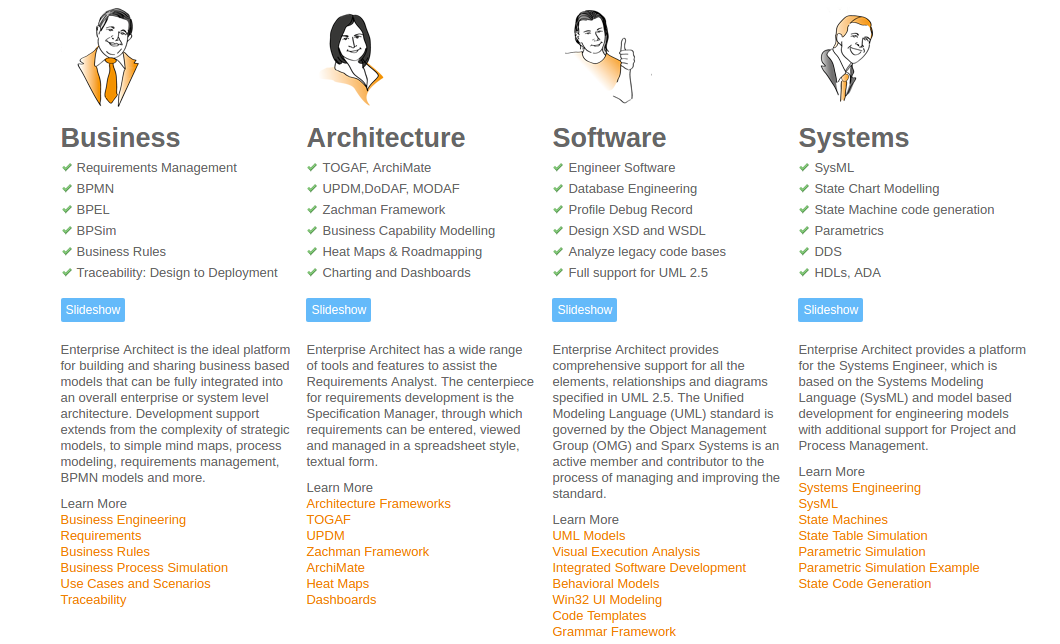 Business
Requirements Management
BPMN
BPEL
BPSim
Business Rules
Traceability: Design to Deployment
Slideshow
Enterprise Architect is the ideal platform
for building and sharing business based
models that can be fully integrated into
an overall enterprise or system level
architecture. Development support
extends from the complexity of strategic
models, to simple mind maps, process
modeling, requirements management,
BPMN models and more.
Learn More
Business Engineering
Requirements
Business Rules
Business Process Simulation
Use Cases and Scenarios
Traceability
Architecture
TOGAF, ArchiMate
UPDM,DoDAF, MODAF
Zachman Framework
Business Capability Modelling
Heat Maps & Roadmapping
Charting and Dashboards
Slideshow
Enterprise Architect has a wide range
of tools and features to assist the
Requirements Analyst. The centerpiece
for requirements development is the
Specification Manager, through which
requirements can be entered, viewed
and managed in a spreadsheet style,
textual form.
Learn More
Architecture Frameworks
TOGAF
UPDM
Zachman Framework
ArchiMate
Heat Maps
Dashboards
Software
Engineer Software
Database Engineering
Profile Debug Record
Design XSD and WSDL
Analyze legacy code bases
Full support for UML 2.5
Slideshow
Enterprise Architect provides
comprehensive support for all the
elements, relationships and diagrams
specified in UML 2.5. The Unified
Modeling Language (UML) standard is
governed by the Object Management
Group (OMG) and Sparx Systems is an
active member and contributor to the
process of managing and improving the
standard.
Learn More
UML Models
Visual Execution Analysis
Integrated Software Development
Behavioral Models
Win32 UI Modeling
Code Templates
Grammar Framework
Systems
SysML
State Chart Modelling
State Machine code generation
Parametrics
DDS
HDLs, ADA
Slideshow
Enterprise Architect provides a platform
for the Systems Engineer, which is
based on the Systems Modeling
Language (SysML) and model based
development for engineering models
with additional support for Project and
Process Management.
Learn More
Systems Engineering
SysML
State Machines
State Table Simulation
Parametric Simulation
Parametric Simulation Example
State Code Generation